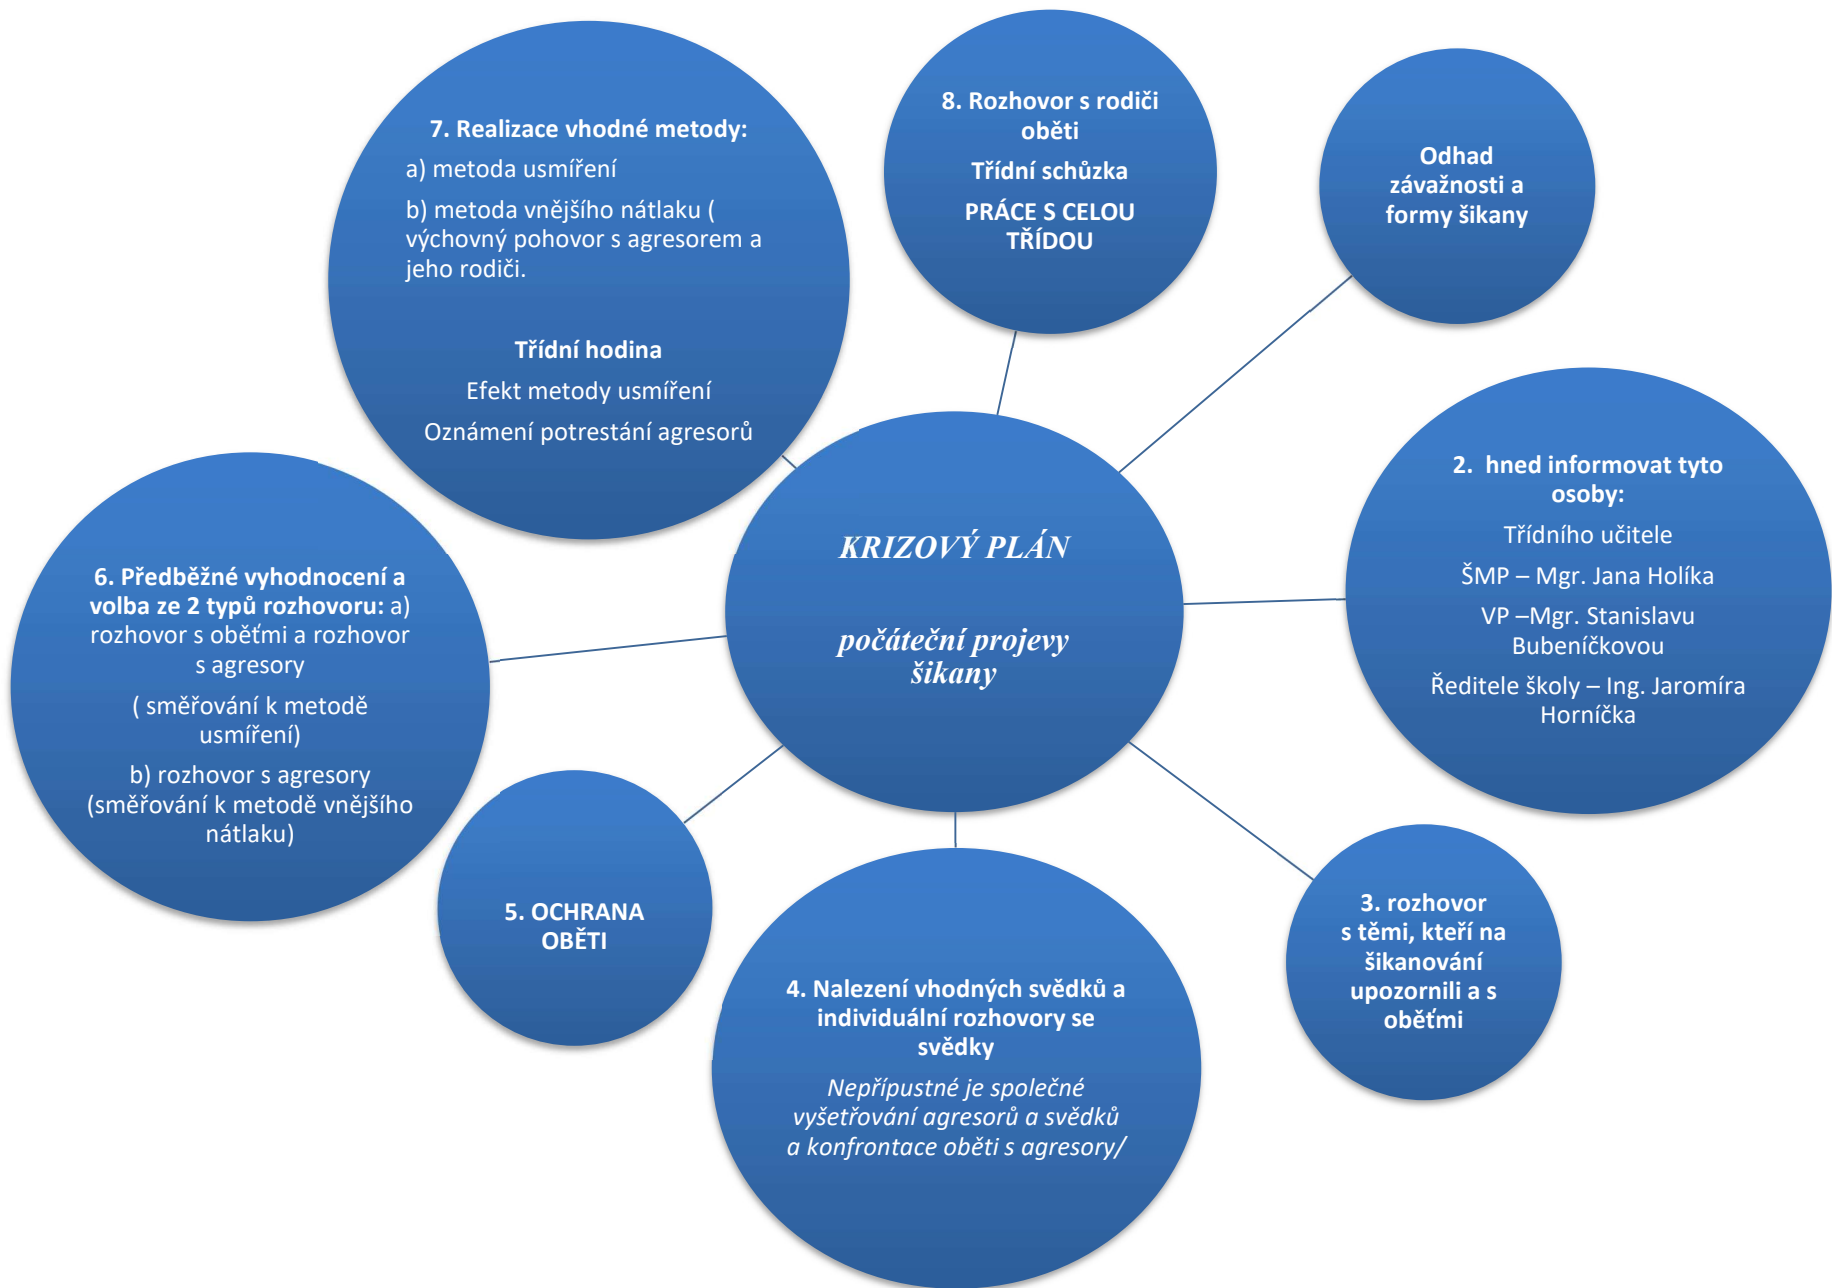 KRIZOVÝ PLÁN
počáteční projevy
šikany
Odhad
závažnosti a
formy šikany
2. hned informovat tyto
osoby:
Třídního učitele
ŠMP – Mgr. Jana Holíka
VP –Mgr. Stanislavu
Bubeníčkovou
Ředitele školy – Ing. Jaromíra
Horníčka
3. rozhovor
s těmi, kteří na
šikanování
upozornili a s
oběťmi
4. Nalezení vhodných svědků a
individuální rozhovory se
svědky
Nepřípustné je společné
vyšetřování agresorů a svědků
a konfrontace oběti s agresory/
5. OCHRANA
OBĚTI
6. Předběžné vyhodnocení a
volba ze 2 typů rozhovoru: a)
rozhovor s oběťmi a rozhovor
s agresory
( směřování k metodě
usmíření)
b) rozhovor s agresory
(směřování k metodě vnějšího
nátlaku)
7. Realizace vhodné metody:
a) metoda usmíření
b) metoda vnějšího nátlaku (
výchovný pohovor s agresorem a
jeho rodiči.
Třídní hodina
Efekt metody usmíření
Oznámení potrestání agresorů
8. Rozhovor s rodiči
oběti
Třídní schůzka
PRÁCE S CELOU
TŘÍDOU